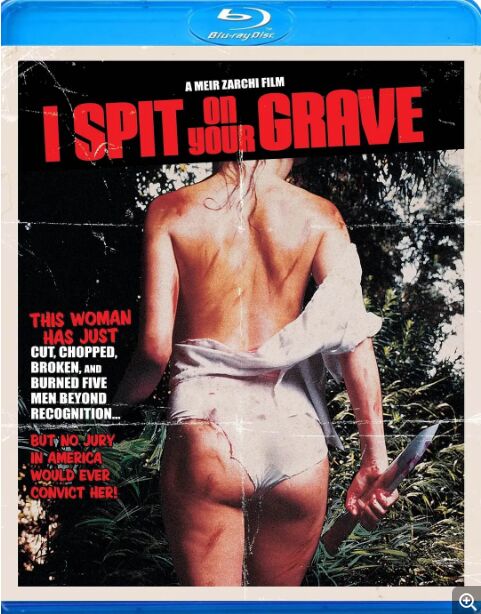 Blu-ray Disc
A MEIR ZARCHI FILM
I SPIT ON YOUR GRAVE
THIS WOMAN
HAS JUST
CUT, CHOPPED,
BROKEN, AND
BURNED FIVE
MEN BEYOND
RECOGNITION...
BUT NO JURY
IN AMERICA
WOULD EVER
CONVICT HER!